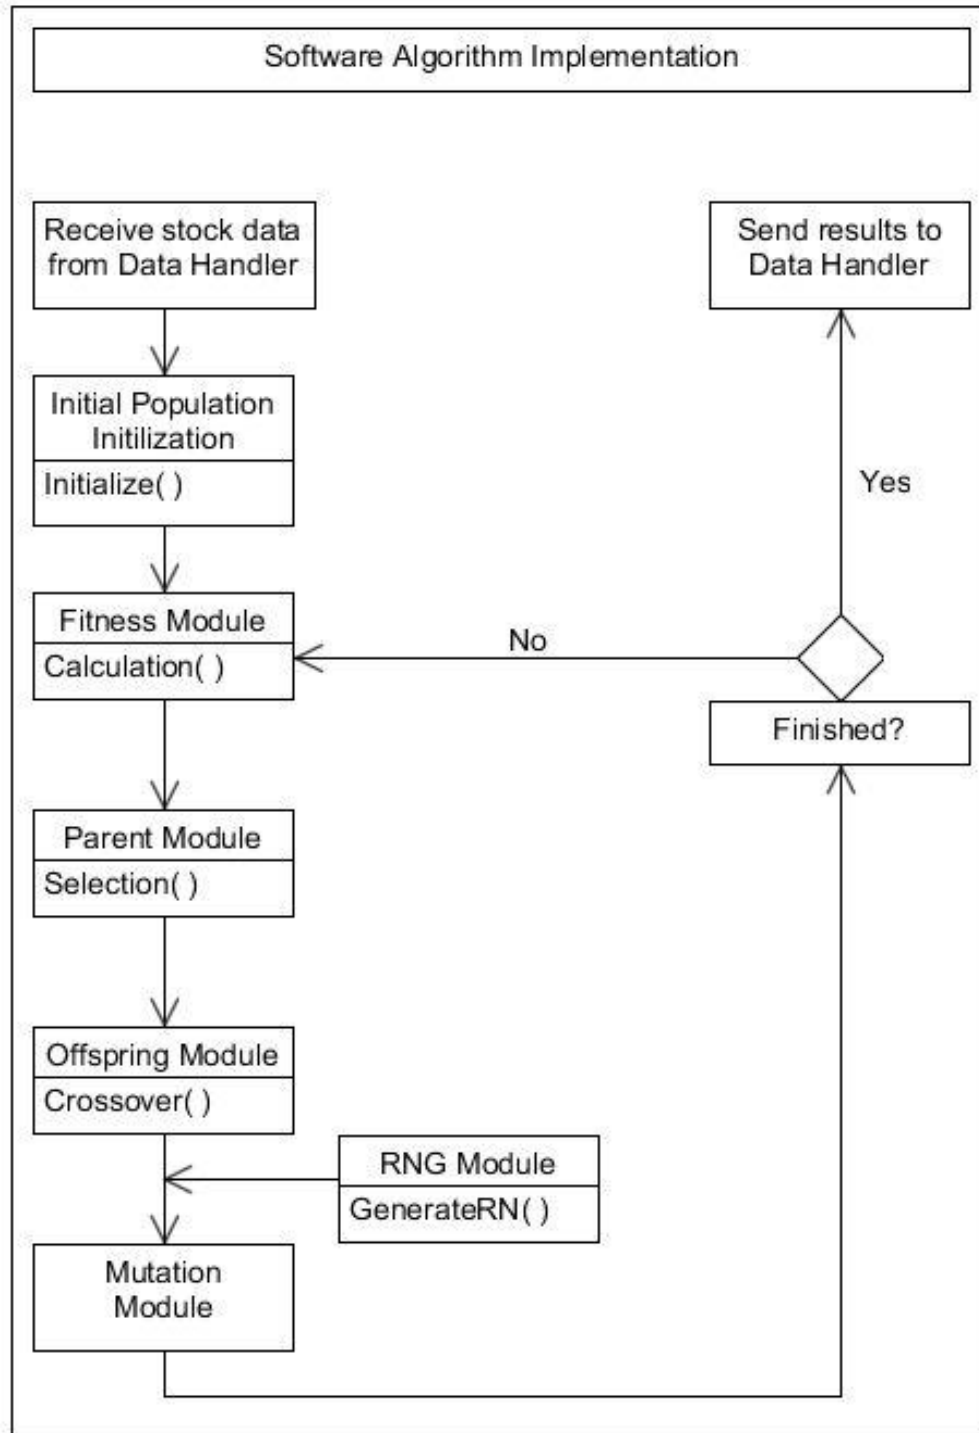 Software Algorithm Implementation
Receive stock data
from Data Handler
Send results to
Data Handler
Initial Population
Initilization
Initialize( )
Yes
Fitness Module
Calculation( )
No
Finished?
Parent Module
Selection( )
Offspring Module
Crossover( )
RNG Module
GenerateRN( )
Mutation
Module